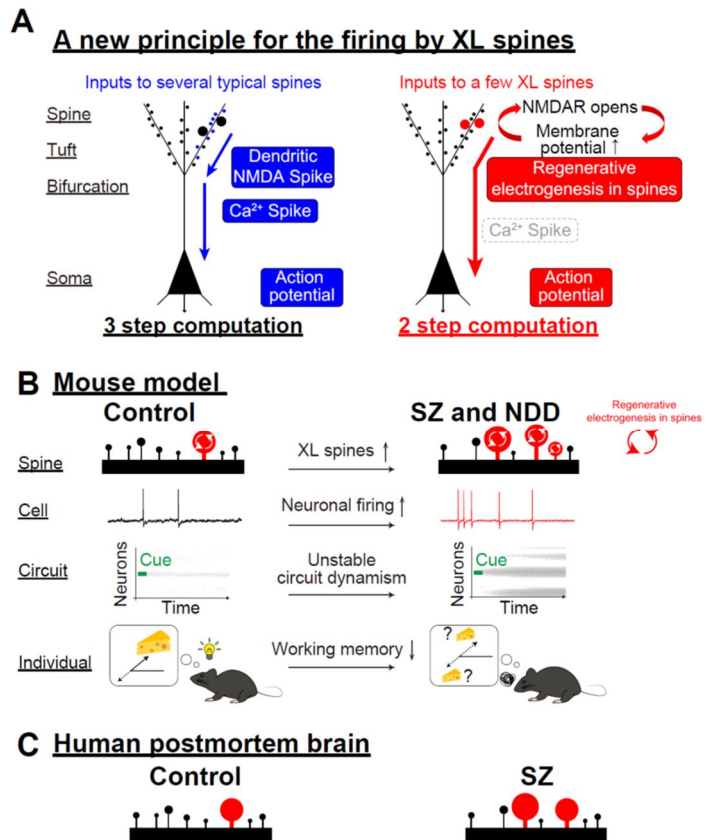 A
A new principle for the firing by XL spines
Inputs to several typical spines
Inputs to a few XL spines
Spine
Tuft
Bifurcation
Soma
Dendritic
NMDA Spike
Ca²⁺ Spike
Action
potential
3 step computation
NMDAR opens
Membrane
potential ↑
Regenerative
electrogenesis in spines
Ca²⁺ Spike
Action
potential
2 step computation
B Mouse model
Control
SZ and NDD
Regenerative
electrogenesis in spines
Spine
XL spines ↑
Cell
Neuronal firing ↑
Circuit
Neurons
Cue
Time
Unstable
circuit dynamism
Neurons
Cue
Time
Individual
Working memory ↓
?
?
C Human postmortem brain
Control
SZ